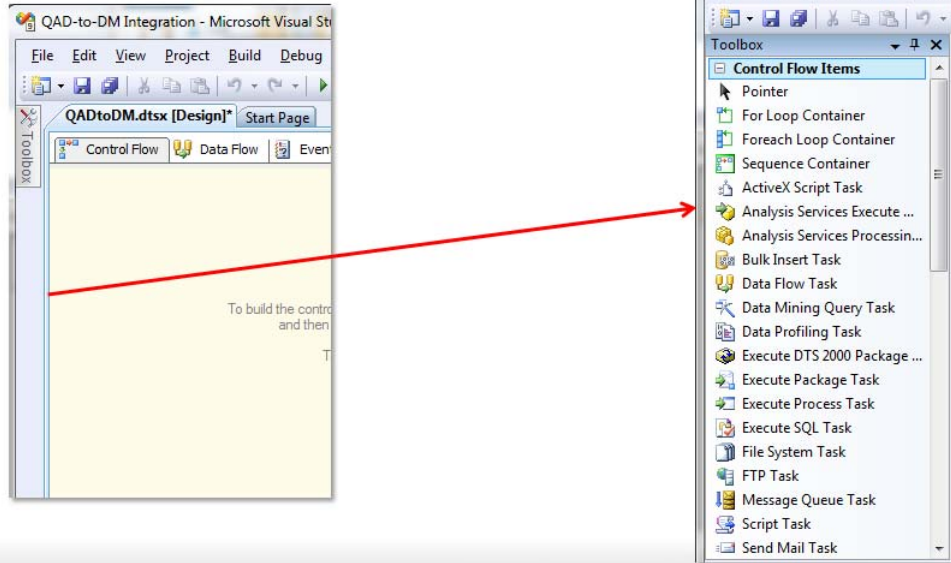 QAD-to-DM Integration - Microsoft Visual St
File Edit View Project Build Debug
Toolbox
QADtoDM.dtsx [Design]* Start Page
Control Flow Data Flow Even
To build the contro
and then
T
Toolbox
Control Flow Items
Pointer
For Loop Container
Foreach Loop Container
Sequence Container
ActiveX Script Task
Analysis Services Execute ...
Analysis Services Processin...
Bulk Insert Task
Data Flow Task
Data Mining Query Task
Data Profiling Task
Execute DTS 2000 Package ...
Execute Package Task
Execute Process Task
Execute SQL Task
File System Task
FTP Task
Message Queue Task
Script Task
Send Mail Task